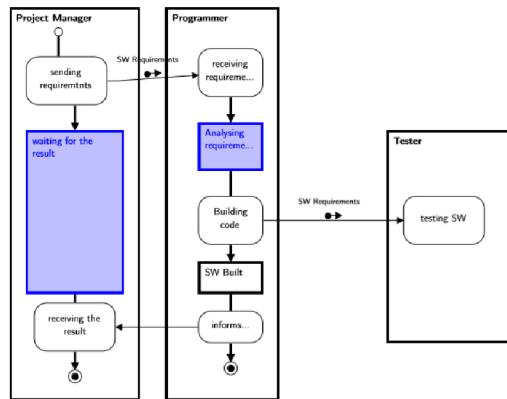 Project Manager
Programmer
SW Requirements
sending
requiremtnts
receiving
requireme...
waiting for the
result
Analysing
requireme...
Tester
SW Requirements
Building
code
testing SW
SW Built
receiving the
result
informs...